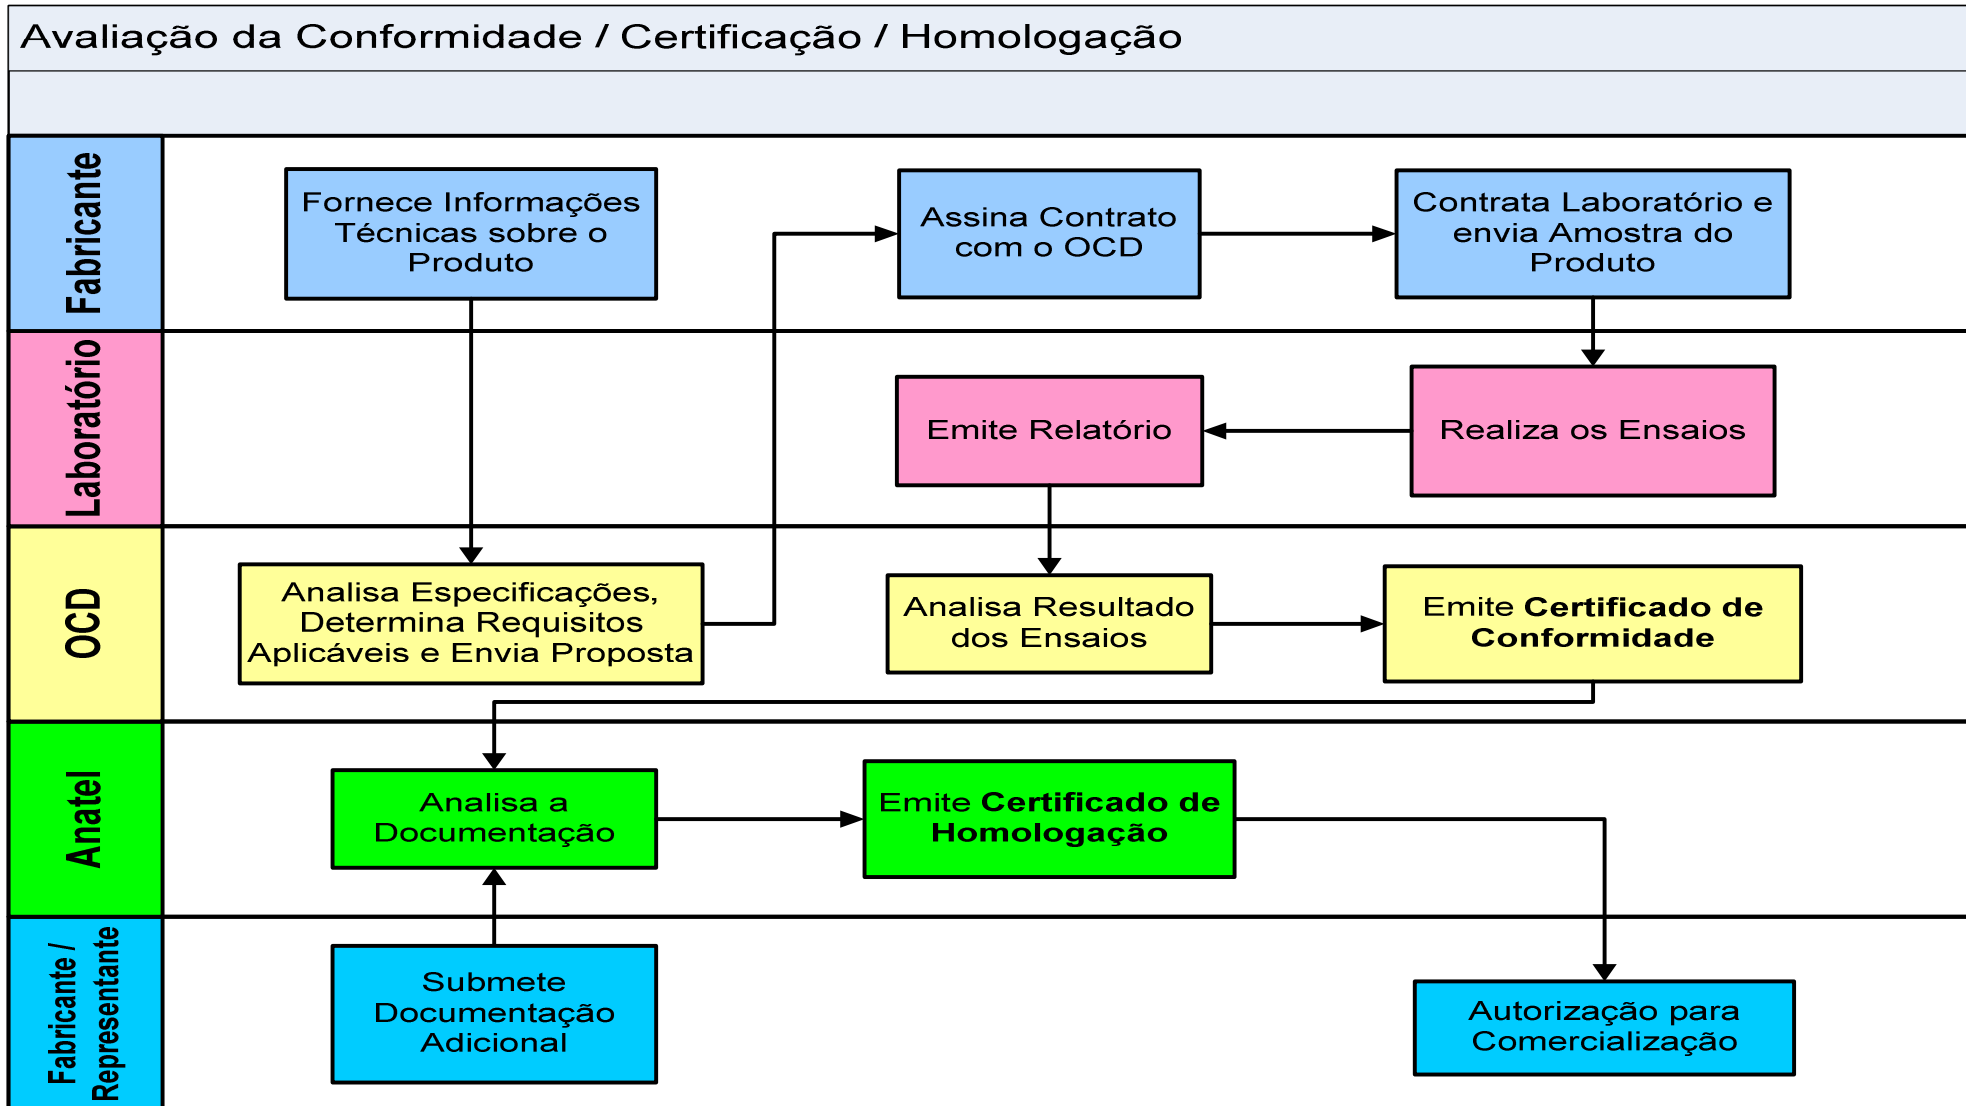 Avaliação da Conformidade / Certificação / Homologação
Fabricante
Fornece Informações
Técnicas sobre o
Produto
Assina Contrato
com o OCD
Contrata Laboratório e
envia Amostra do
Produto
Laboratório
Emite Relatório
Realiza os Ensaios
OCD
Analisa Especificações,
Determina Requisitos
Aplicáveis e Envia Proposta
Analisa Resultado
dos Ensaios
Emite Certificado de
Conformidade
Anatel
Analisa a
Documentação
Emite Certificado de
Homologação
Fabricante /
Representante
Submete
Documentação
Adicional
Autorização para
Comercialização